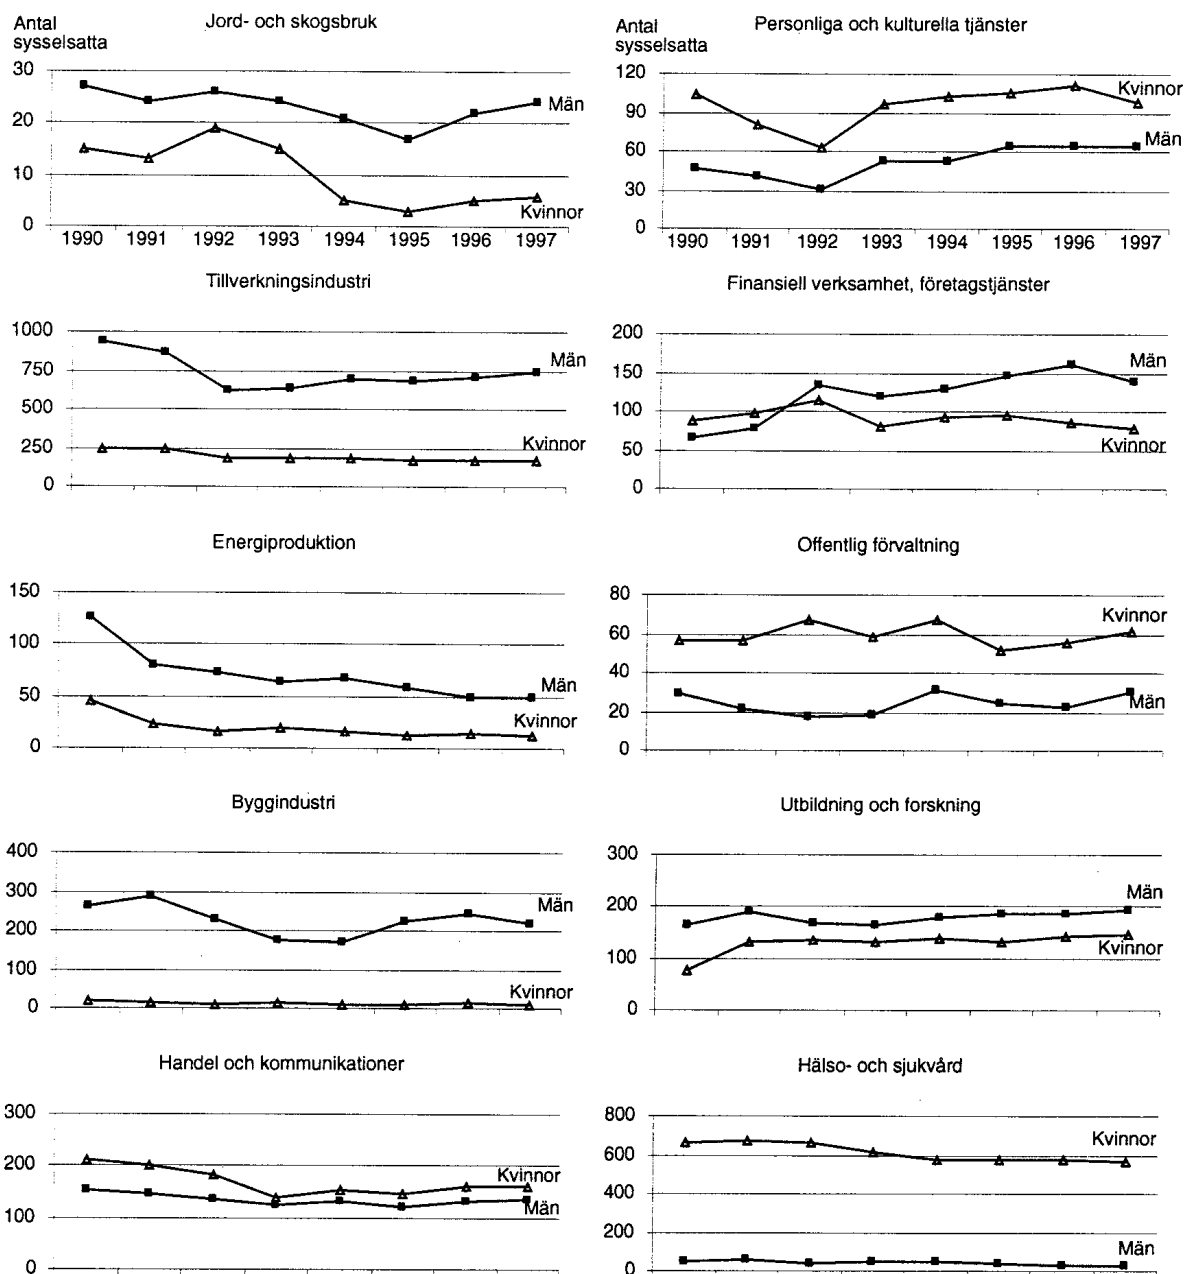 Antal
sysselsatta
Jord- och skogsbruk
30
20
10
0
Män
Kvinnor
1990 1991 1992 1993 1994 1995 1996 1997
Antal
sysselsatta
Personliga och kulturella tjänster
120
90
60
30
0
Kvinnor
Män
1990 1991 1992 1993 1994 1995 1996 1997
Tillverkningsindustri
1000
750
500
250
0
Män
Kvinnor
Finansiell verksamhet, företagstjänster
200
150
100
50
0
Män
Kvinnor
Energiproduktion
150
100
50
0
Män
Kvinnor
Offentlig förvaltning
80
60
40
20
0
Kvinnor
Män
Byggindustri
400
300
200
100
0
Män
Kvinnor
Utbildning och forskning
300
200
100
0
Män
Kvinnor
Handel och kommunikationer
300
200
100
0
Kvinnor
Män
Hälso- och sjukvård
800
600
400
200
0
Kvinnor
Män